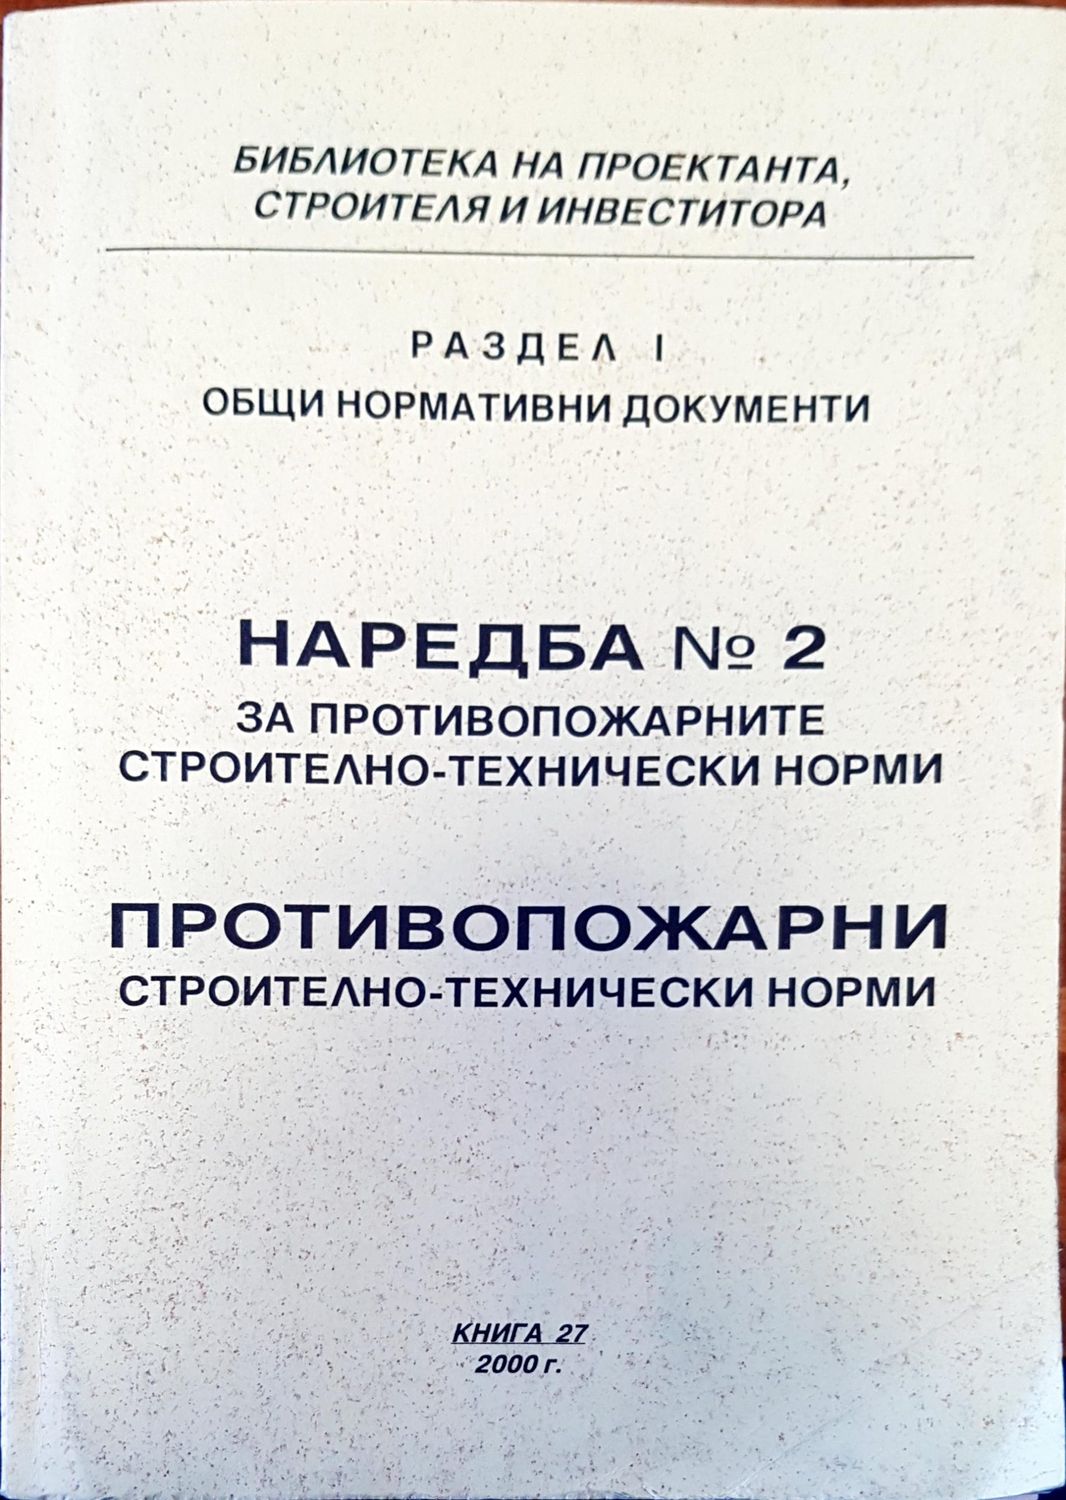 БИБЛИОТЕКА НА ПРОЕКТАНТА,
СТРОИТЕЛЯ И ИНВЕСТИТОРА
РАЗДЕЛ I
ОБЩИ НОРМАТИВНИ ДОКУМЕНТИ
НАРЕДБА № 2
ЗА ПРОТИВОПОЖАРНИТЕ
СТРОИТЕЛНО-ТЕХНИЧЕСКИ НОРМИ
ПРОТИВОПОЖАРНИ
СТРОИТЕЛНО-ТЕХНИЧЕСКИ НОРМИ
КНИГА 27
2000 г.